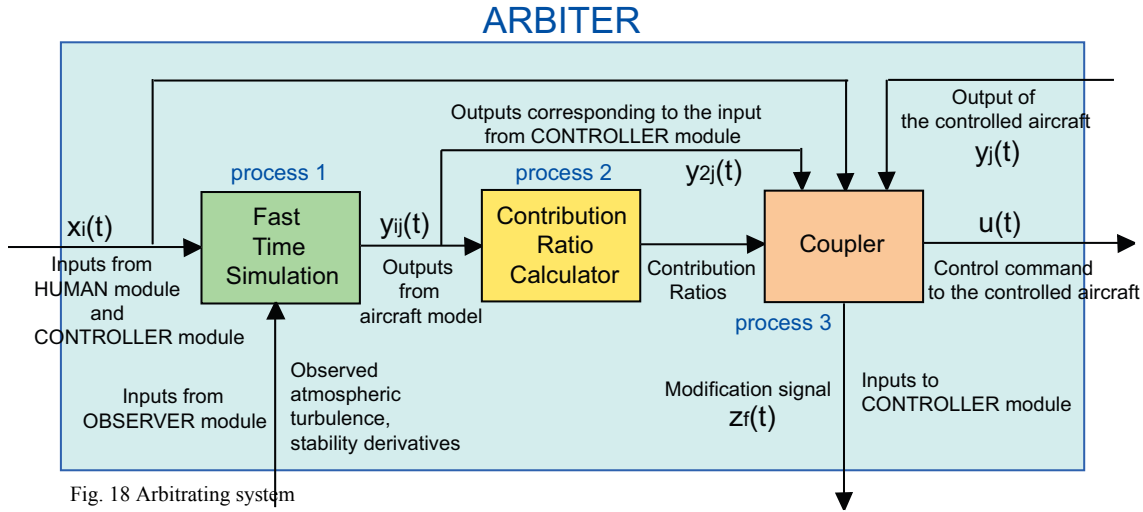 ARBITER
Outputs corresponding to the input
from CONTROLLER module
Output of
the controlled aircraft
yj(t)
process 1
process 2
y2j(t)
xi(t)
Fast
Time
Simulation
yij(t)
Contribution
Ratio
Calculator
Coupler
u(t)
Inputs from
HUMAN module
and
CONTROLLER module
Outputs
from
aircraft model
Contribution
Ratios
Control command
to the controlled aircraft
process 3
Inputs from
OBSERVER module
Observed
atmospheric
turbulence,
stability derivatives
Modification signal
zf(t)
Inputs to
CONTROLLER module
Fig. 18 Arbitrating system